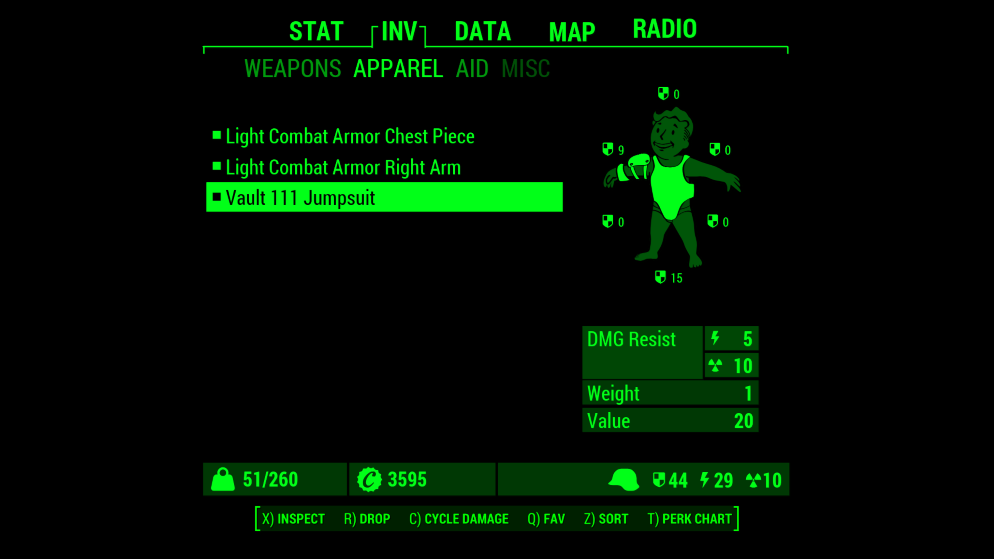 STAT INV DATA MAP RADIO
WEAPONS APPAREL AID MISC
0
Light Combat Armor Chest Piece
9 0
Light Combat Armor Right Arm
Vault 111 Jumpsuit
0 0
15
DMG Resist 5
10
Weight 1
Value 20
51/260 3595 44 29 10
X) INSPECT R) DROP C) CYCLE DAMAGE Q) FAV Z) SORT T) PERK CHART